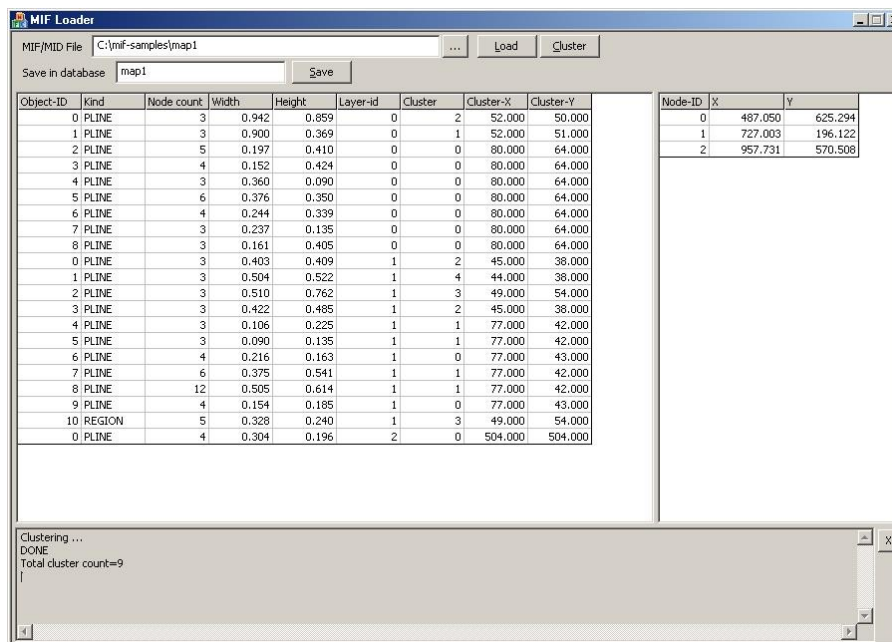 MIF Loader
MIF/MID File C:\mif-samples\map1 ... Load Cluster
Save in database map1 Save
Object-ID Kind Node count Width Height Layer-id Cluster Cluster-X Cluster-Y Node-ID X Y
0 PLINE 3 0.942 0.859 0 2 52.000 50.000 0 487.050 625.294
1 PLINE 3 0.900 0.369 0 1 52.000 51.000 1 727.003 196.122
2 PLINE 5 0.197 0.410 0 0 80.000 64.000 2 957.731 570.508
3 PLINE 4 0.152 0.424 0 0 80.000 64.000
4 PLINE 3 0.360 0.090 0 0 80.000 64.000
5 PLINE 6 0.376 0.350 0 0 80.000 64.000
6 PLINE 4 0.244 0.339 0 0 80.000 64.000
7 PLINE 3 0.237 0.135 0 0 80.000 64.000
8 PLINE 3 0.161 0.405 0 0 80.000 64.000
0 PLINE 3 0.403 0.409 1 2 45.000 38.000
1 PLINE 3 0.504 0.522 1 4 44.000 38.000
2 PLINE 3 0.510 0.762 1 3 49.000 54.000
3 PLINE 3 0.422 0.485 1 2 45.000 38.000
4 PLINE 3 0.106 0.225 1 1 77.000 42.000
5 PLINE 3 0.090 0.135 1 1 77.000 42.000
6 PLINE 4 0.216 0.163 1 0 77.000 43.000
7 PLINE 6 0.375 0.541 1 1 77.000 42.000
8 PLINE 12 0.505 0.614 1 1 77.000 42.000
9 PLINE 4 0.154 0.185 1 0 77.000 43.000
10 REGION 5 0.328 0.240 1 3 49.000 54.000
0 PLINE 4 0.304 0.196 2 0 504.000 504.000
Clustering ...
DONE
Total cluster count=9
X